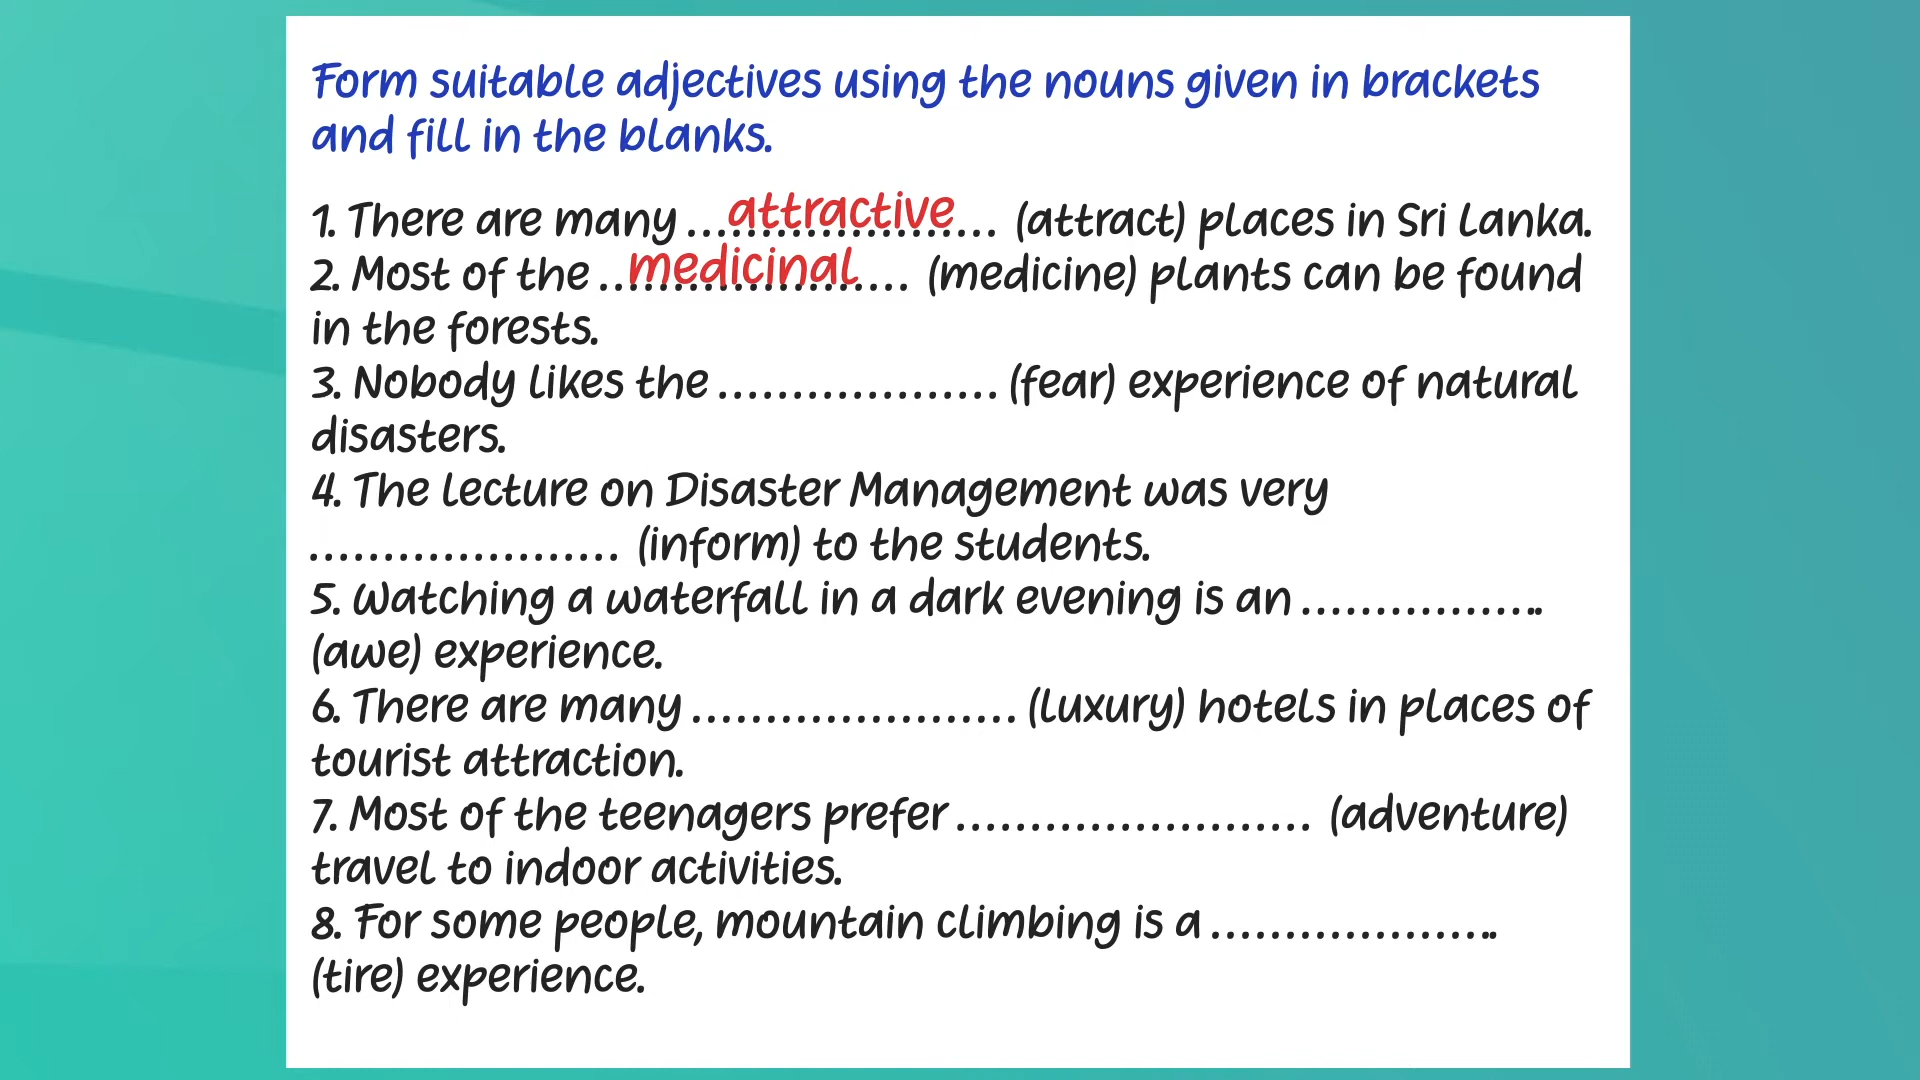 Form suitable adjectives using the nouns given in brackets
and fill in the blanks.
1. There are many ...attractive... (attract) places in Sri Lanka.
2. Most of the ..medicinal.... (medicine) plants can be found
in the forests.
3. Nobody likes the ................... (fear) experience of natural
disasters.
4. The lecture on Disaster Management was very
..................... (inform) to the students.
5. Watching a waterfall in a dark evening is an .................
(awe) experience.
6. There are many ...................... (luxury) hotels in places of
tourist attraction.
7. Most of the teenagers prefer ........................ (adventure)
travel to indoor activities.
8. For some people, mountain climbing is a ....................
(tire) experience.